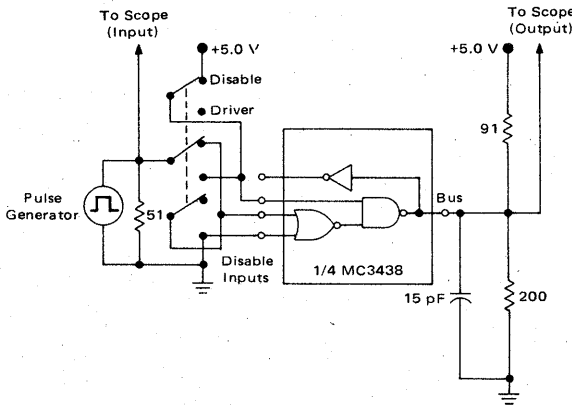 To Scope
(Input)
To Scope
(Output)
+5.0 V
+5.0 V
Disable
Driver
91
Pulse
Generator
51
Bus
Disable
Inputs
1/4 MC3438
15 pF
200